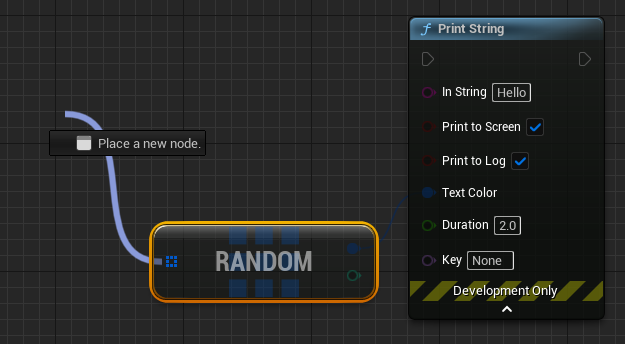 Print String
In String Hello
Place a new node.
Print to Screen
Print to Log
Text Color
RANDOM
Duration 2.0
Key None
Development Only